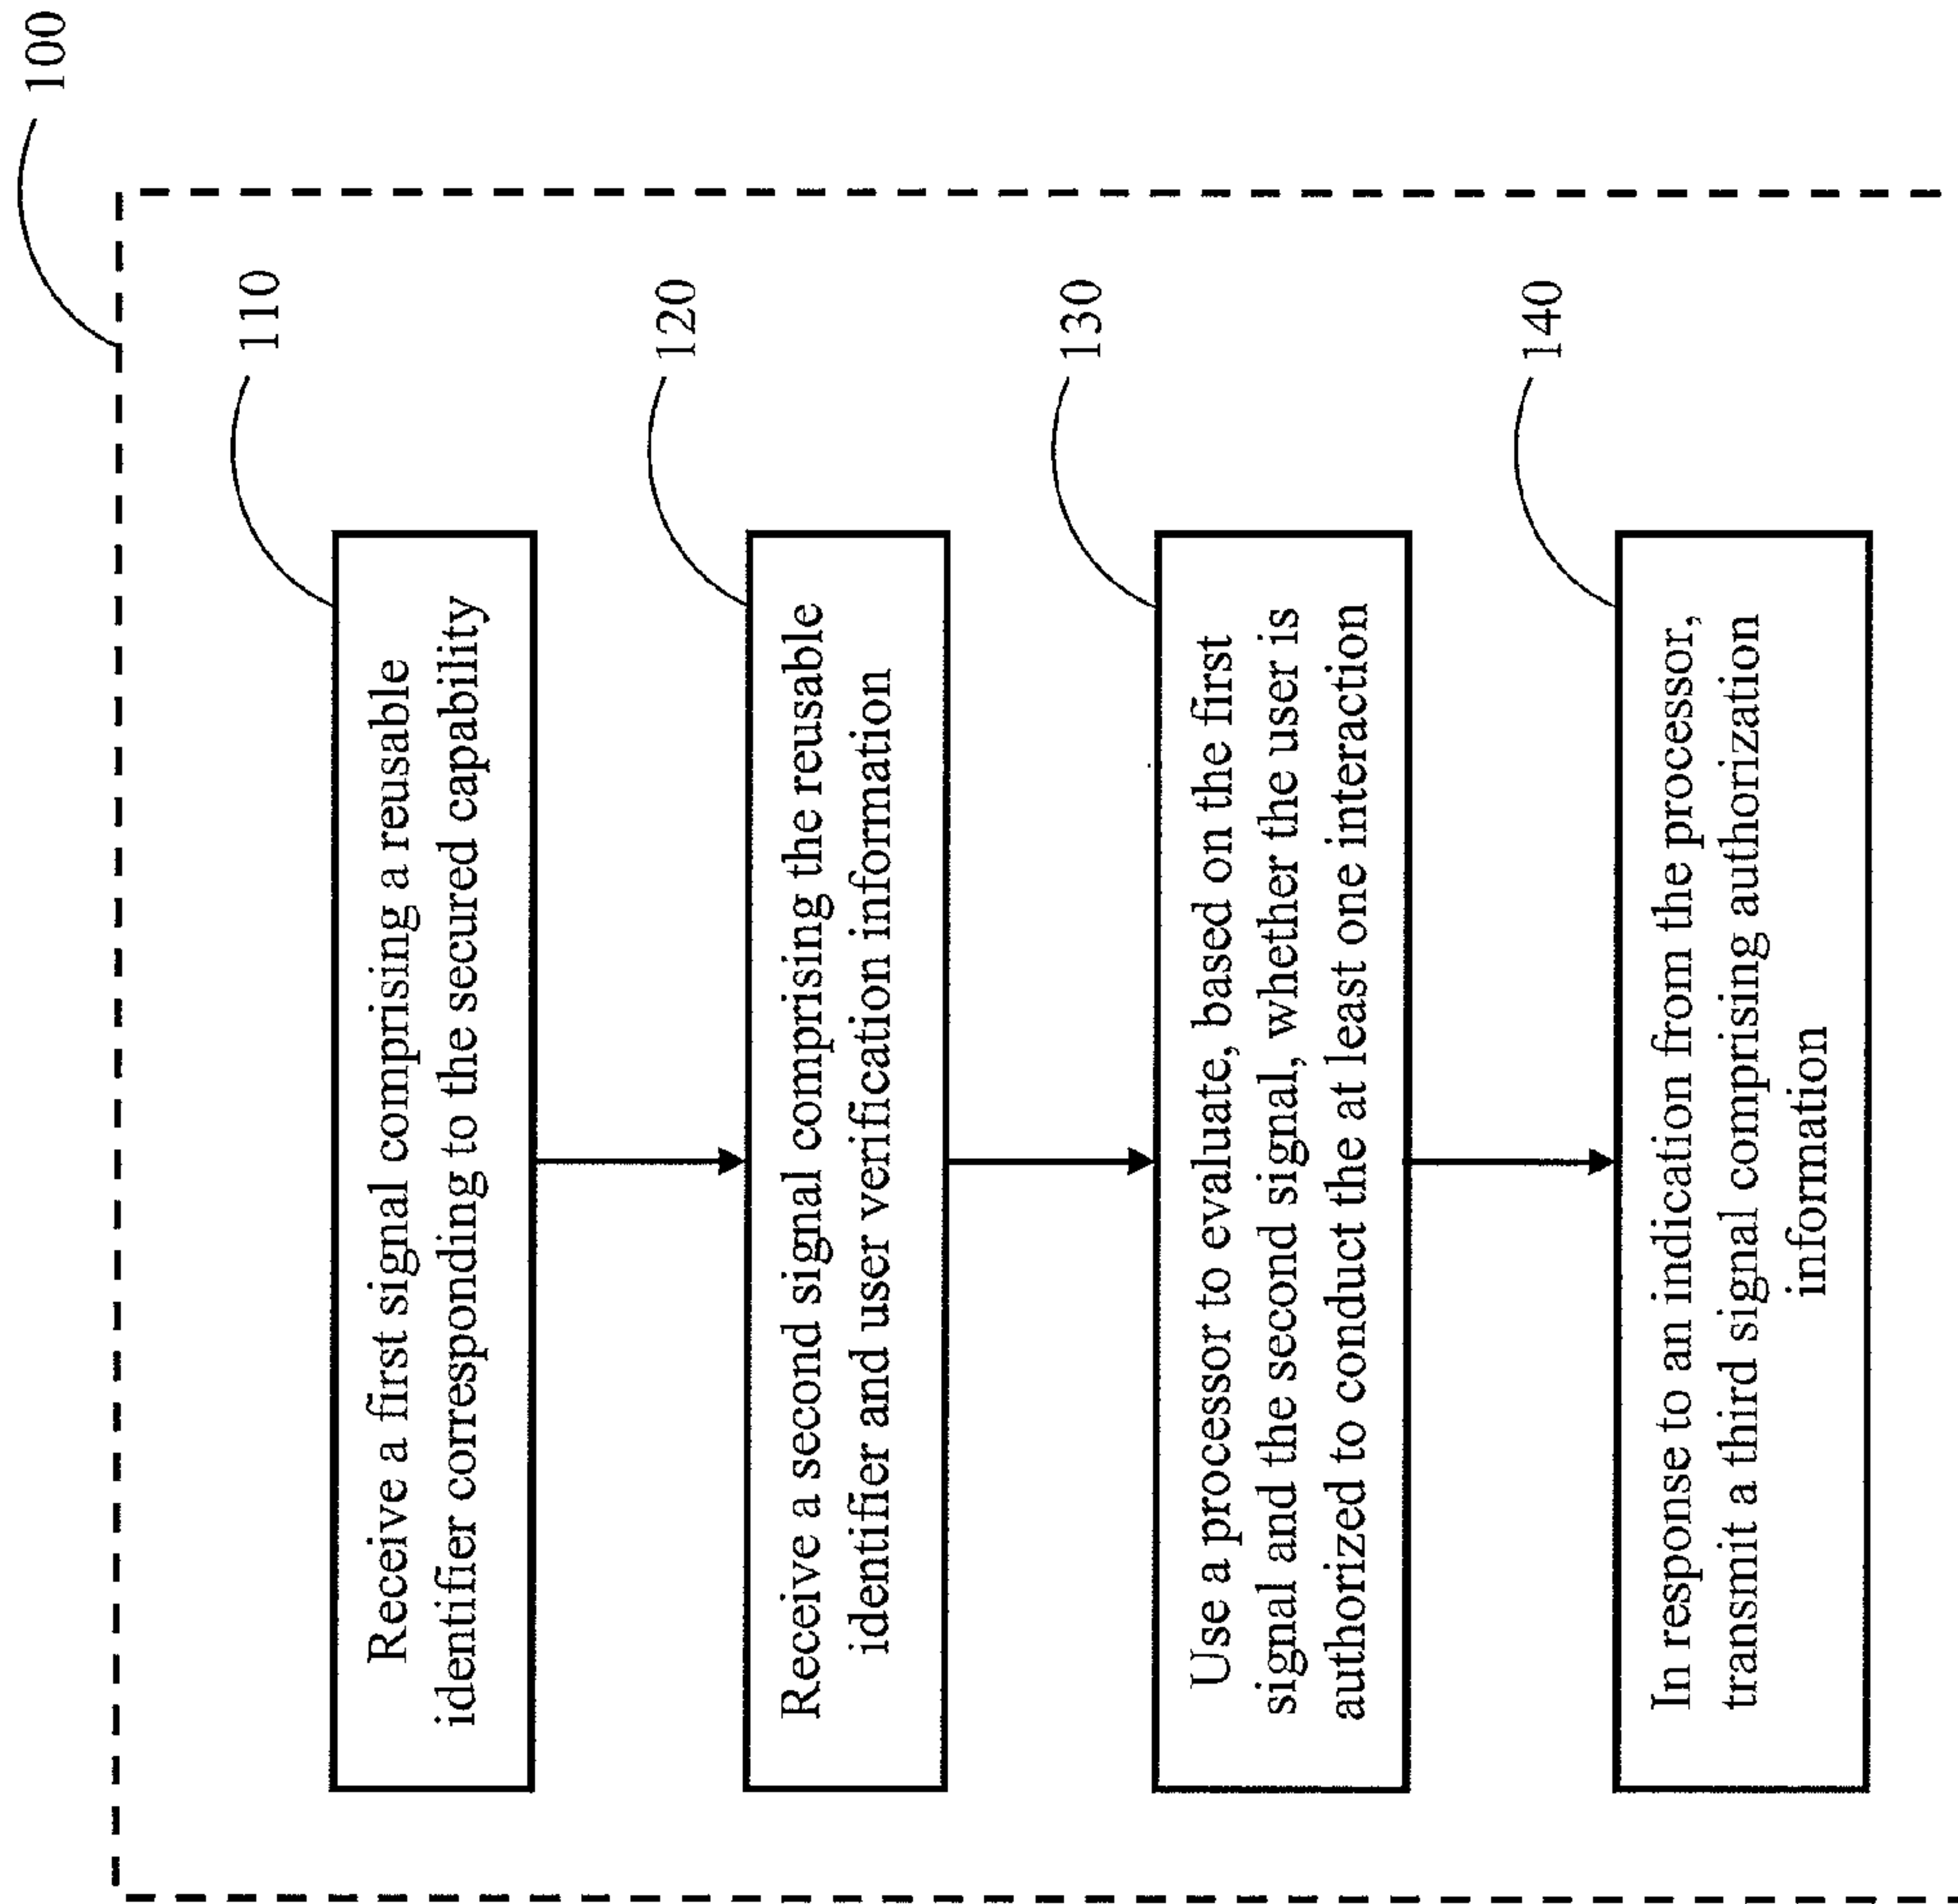 100
110
Receive a first signal comprising a reusable
identifier corresponding to the secured capability
120
Receive a second signal comprising the reusable
identifier and user verification information
130
Use a processor to evaluate, based on the first
signal and the second signal, whether the user is
authorized to conduct the at least one interaction
140
In response to an indication from the processor,
transmit a third signal comprising authorization
information